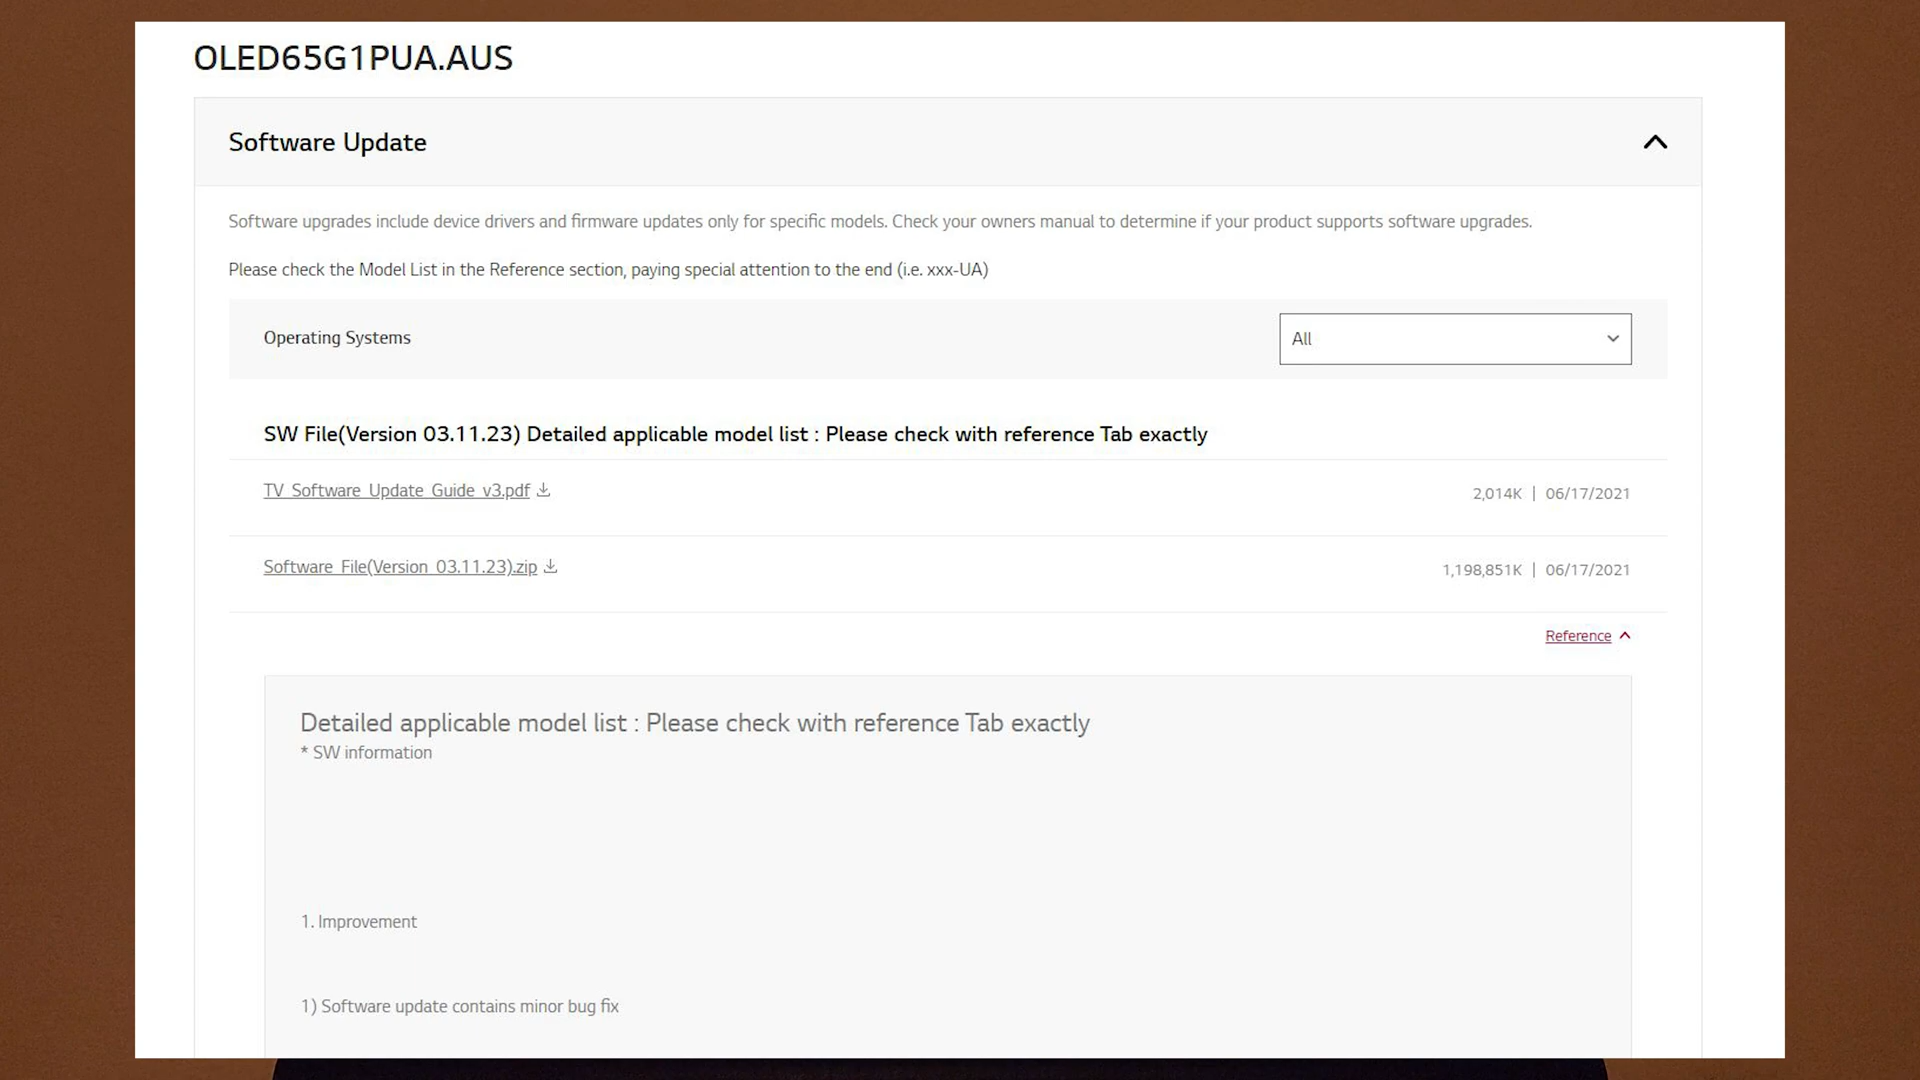 OLED65G1PUA.AUS
Software Update
Software upgrades include device drivers and firmware updates only for specific models. Check your owners manual to determine if your product supports software upgrades.
Please check the Model List in the Reference section, paying special attention to the end (i.e. xxx-UA)
Operating Systems
All
SW File(Version 03.11.23) Detailed applicable model list : Please check with reference Tab exactly
TV_Software_Update_Guide_v3.pdf
2,014K | 06/17/2021
Software_File(Version_03.11.23).zip
1,198,851K | 06/17/2021
Reference
Detailed applicable model list : Please check with reference Tab exactly
* SW information
1. Improvement
1) Software update contains minor bug fix